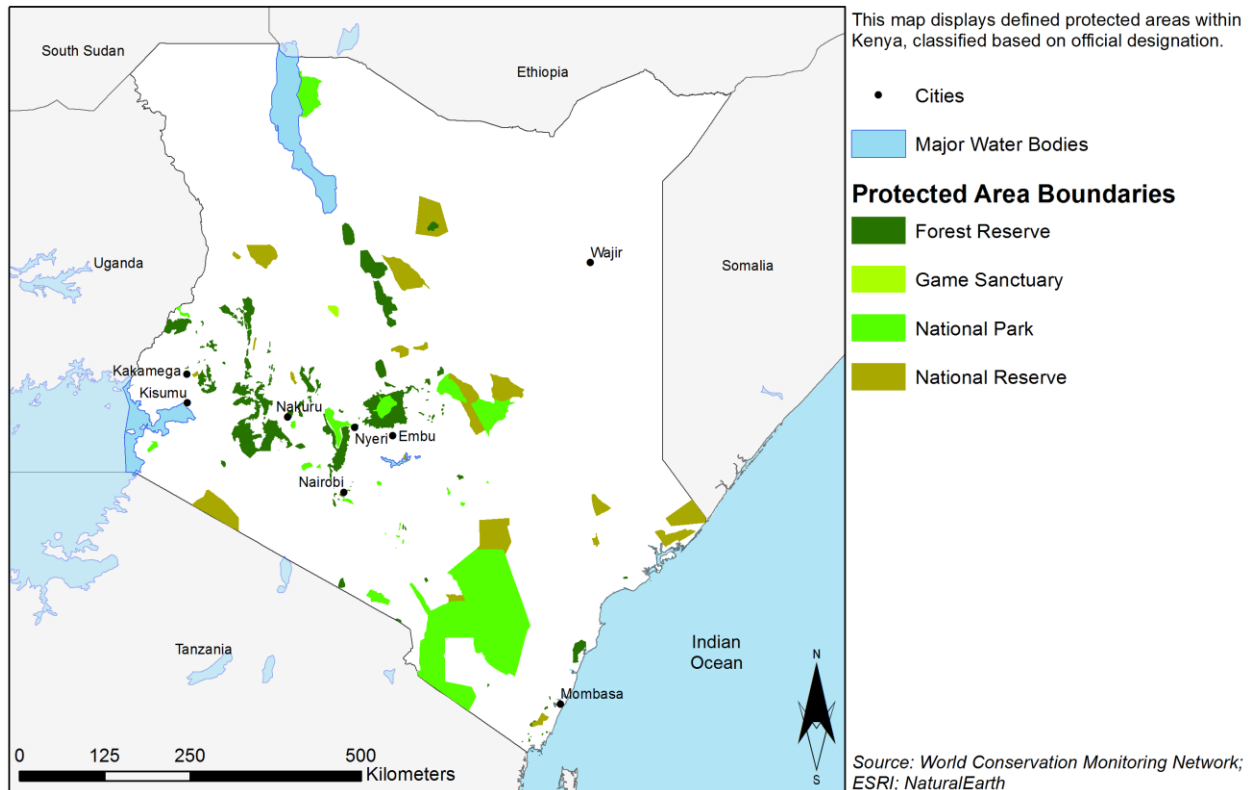 This map displays defined protected areas within
Kenya, classified based on official designation.
Cities
Major Water Bodies
Protected Area Boundaries
Forest Reserve
Game Sanctuary
National Park
National Reserve
South Sudan
Ethiopia
Uganda
Wajir
Somalia
Kakamega
Kisumu
Nakuru
Nyeri
Embu
Nairobi
Tanzania
Indian
Ocean
Mombasa
N
S
0 125 250 500
Kilometers
Source: World Conservation Monitoring Network;
ESRI; NaturalEarth